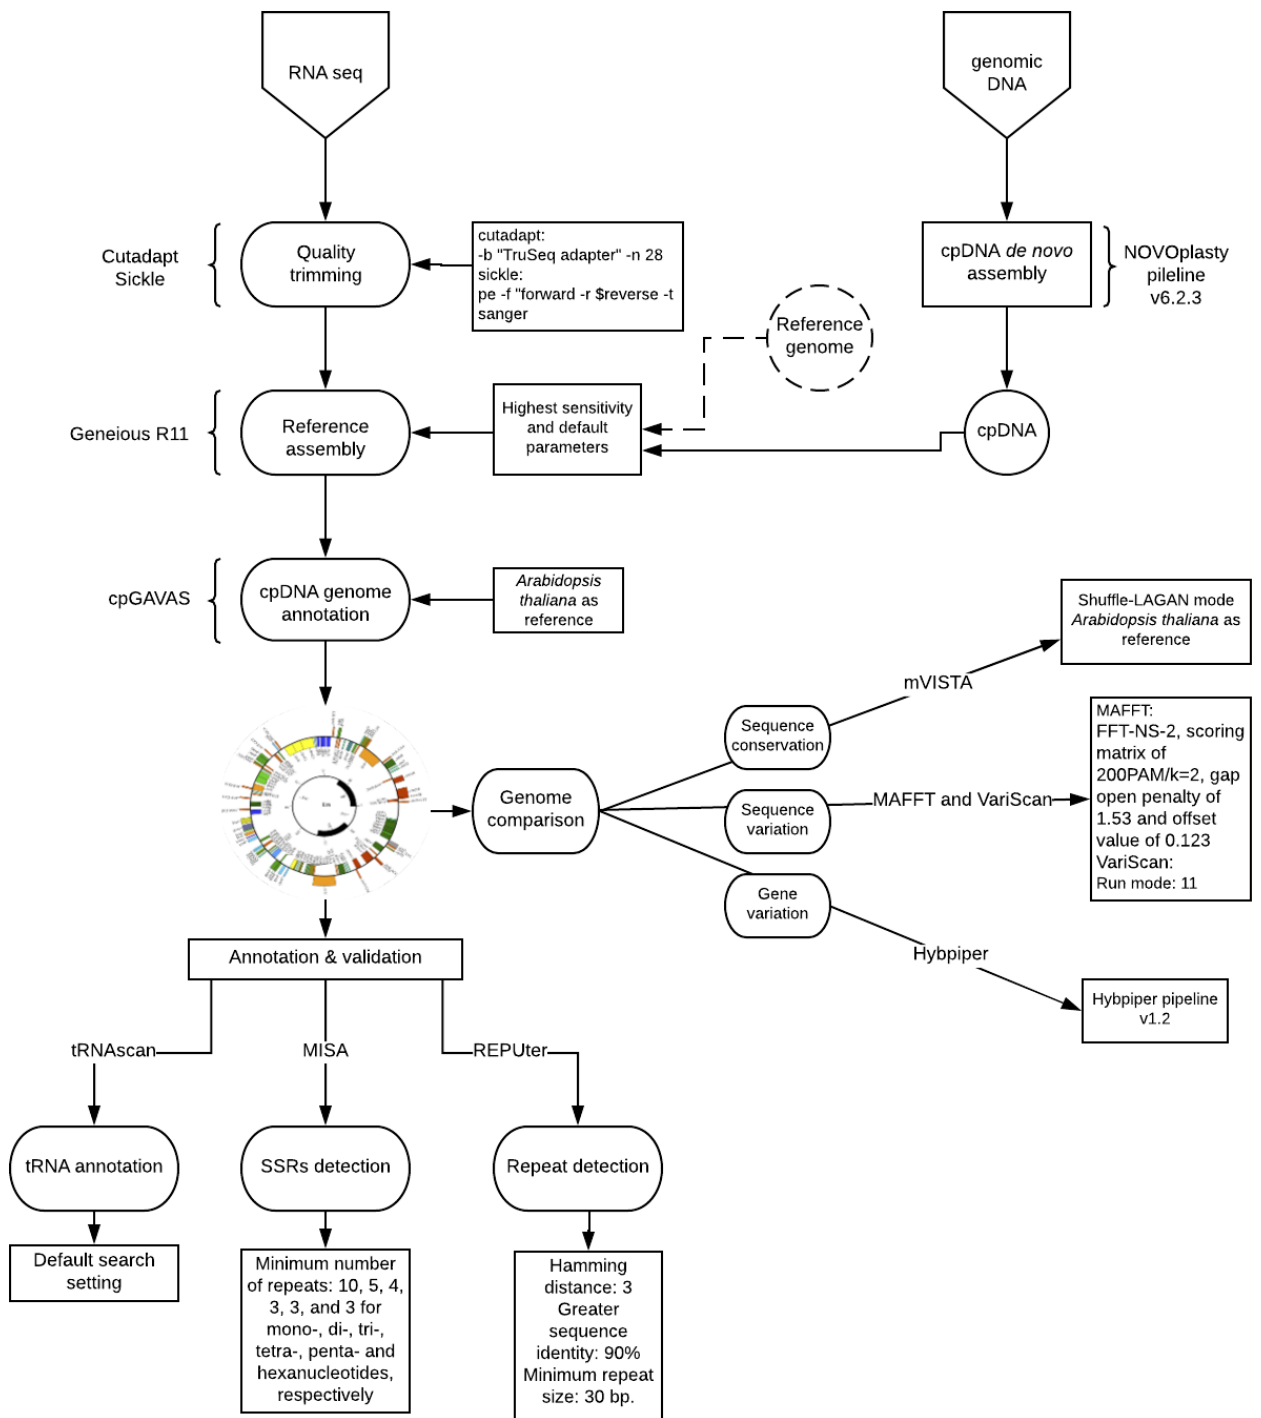 RNA seq
genomic
DNA
Cutadapt
Sickle
Quality
trimming
cutadapt:
-b "TruSeq adapter" -n 28
sickle:
pe -f "forward -r $reverse -t
sanger
cpDNA de novo
assembly
NOVOplasty
pileline
v6.2.3
Reference
genome
Geneious R11
Reference
assembly
Highest sensitivity
and default
parameters
cpDNA
cpGAVAS
cpDNA genome
annotation
Arabidopsis
thaliana as
reference
Shuffle-LAGAN mode
Arabidopsis thaliana as
reference
mVISTA
Sequence
conservation
Genome
comparison
Sequence
variation
MAFFT and VariScan
MAFFT:
FFT-NS-2, scoring
matrix of
200PAM/k=2, gap
open penalty of
1.53 and offset
value of 0.123
VariScan:
Run mode: 11
Gene
variation
Hybpiper
Hybpiper pipeline
v1.2
Annotation & validation
tRNAscan
MISA
REPUter
tRNA annotation
SSRs detection
Repeat detection
Default search
setting
Minimum number
of repeats: 10, 5, 4,
3, 3, and 3 for
mono-, di-, tri-,
tetra-, penta- and
hexanucleotides,
respectively
Hamming
distance: 3
Greater
sequence
identity: 90%
Minimum repeat
size: 30 bp.